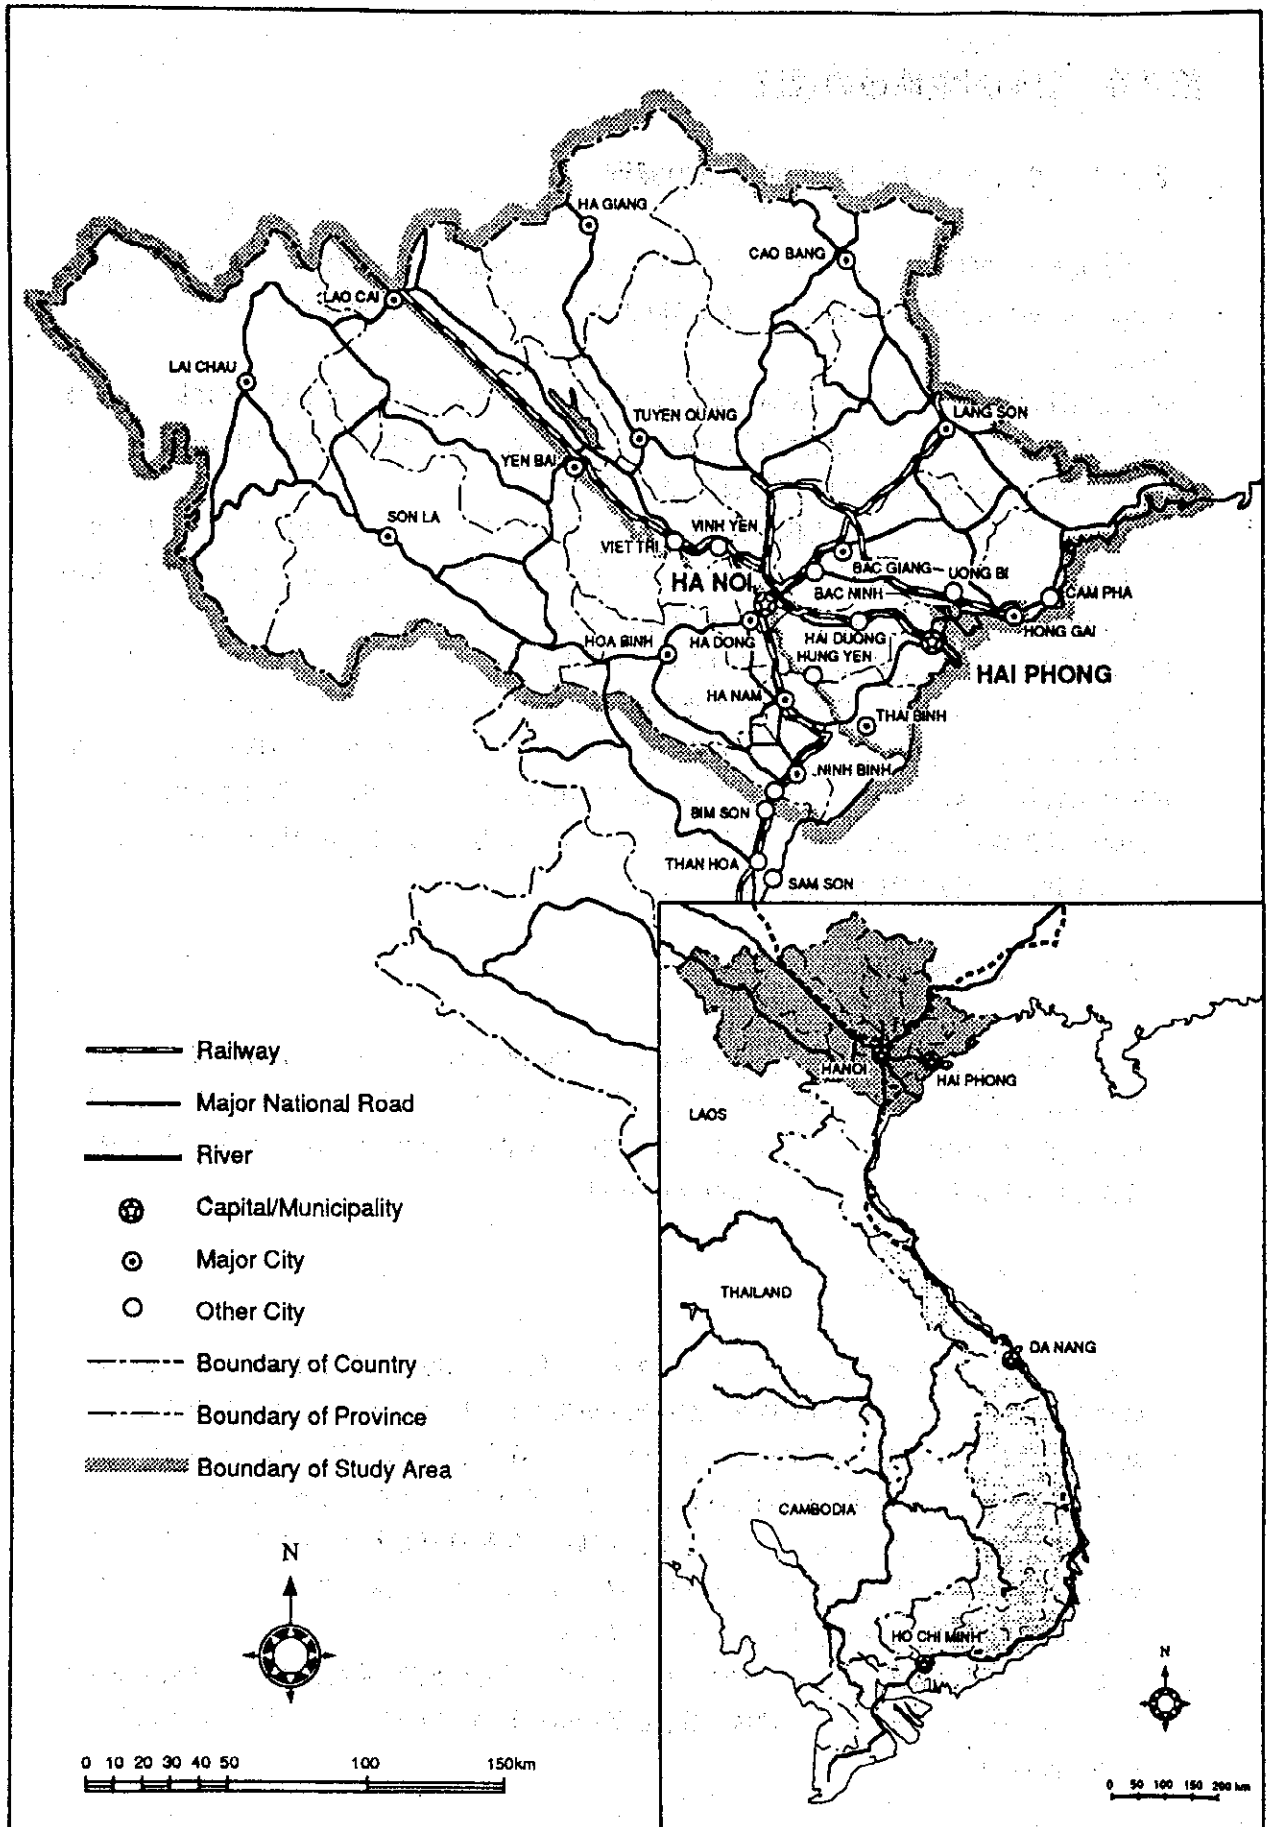 HA GIANG
CAO BANG
LAO CAI
LAI CHAU
TUYEN QUANG
LANG SON
YEN BAI
SON LA
VINH YEN
VIET TRI
BAC GIANG
UONG BI
HA NOI
BAC NINH
CAM PHA
HONG GAI
HOA BINH
HA DONG
HAI DUONG
HUNG YEN
HAI PHONG
HA NAM
THAI BINH
NINH BINH
BIM SON
THAN HOA
SAM SON
Railway
Major National Road
River
Capital/Municipality
Major City
Other City
Boundary of Country
Boundary of Province
Boundary of Study Area
N
0 10 20 30 40 50 100 150km
HANOI
HAI PHONG
LAOS
THAILAND
DA NANG
CAMBODIA
HO CHI MINH
N
0 50 100 150 200 km